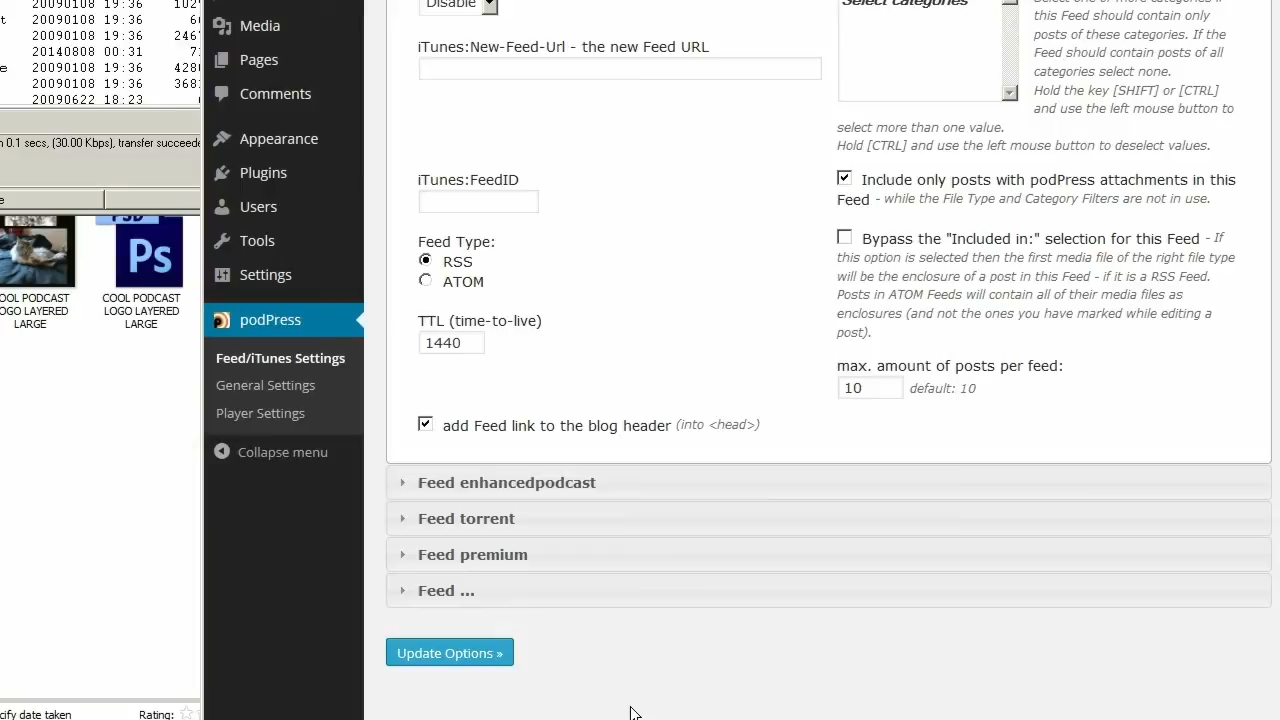 20090108 19:36 102
20090108 19:36
20090108 19:36 246
20140808 00:31
20090108 19:36 428
20090108 19:36 368
20090622 18:23
0.1 secs, (30.00 Kbps), transfer succeede
COOL PODCAST
LOGO LAYERED
LARGE
cify date taken
Rating:
Media
Pages
Comments
Appearance
Plugins
Users
Tools
Settings
podPress
Feed/iTunes Settings
General Settings
Player Settings
Collapse menu
Disable
iTunes:New-Feed-Url - the new Feed URL
iTunes:FeedID
Feed Type:
RSS
ATOM
TTL (time-to-live)
1440
add Feed link to the blog header (into <head>)
Select categories
this Feed should contain only
posts of these categories. If the
Feed should contain posts of all
categories select none.
Hold the key [SHIFT] or [CTRL]
and use the left mouse button to
select more than one value.
Hold [CTRL] and use the left mouse button to deselect values.
Include only posts with podPress attachments in this
Feed - while the File Type and Category Filters are not in use.
Bypass the "Included in:" selection for this Feed - If
this option is selected then the first media file of the right file type
will be the enclosure of a post in this Feed - if it is a RSS Feed.
Posts in ATOM Feeds will contain all of their media files as
enclosures (and not the ones you have marked while editing a
post).
max. amount of posts per feed:
10 default: 10
Feed enhancedpodcast
Feed torrent
Feed premium
Feed ...
Update Options »
OOL PODCAST
OGO LAYERED
LARGE
Ps